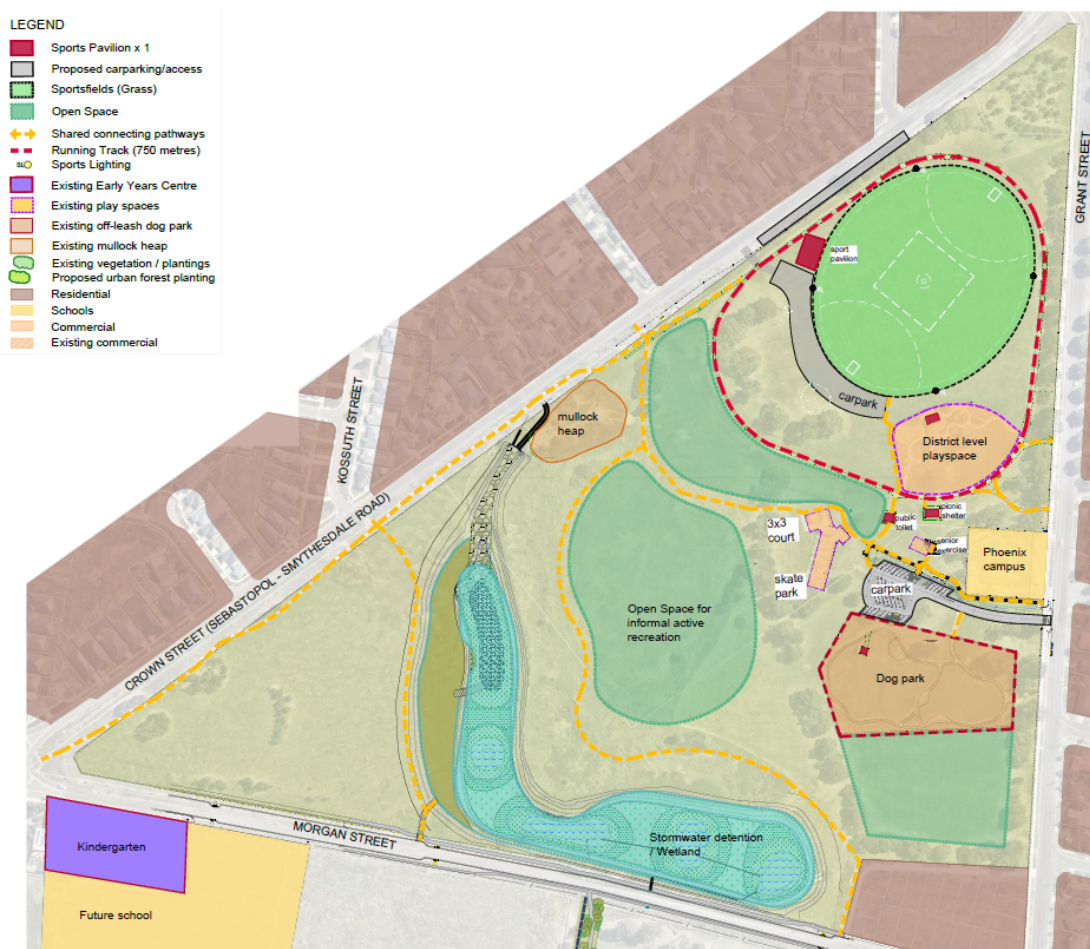 LEGEND
Sports Pavilion x 1
Proposed carparking/access
Sportsfields (Grass)
Open Space
Shared connecting pathways
Running Track (750 metres)
SL Sports Lighting
Existing Early Years Centre
Existing play spaces
Existing off-leash dog park
Existing mullock heap
Existing vegetation / plantings
Proposed urban forest planting
Residential
Schools
Commercial
Existing commercial
GRANT STREET
sport
pavilion
carpark
KOSSUTH STREET
mullock
heap
District level
playspace
CROWN STREET (SEBASTOPOL - SMYTHESDALE ROAD)
3x3
court
public
toilet
picnic
shelter
senior
exercise
Phoenix
campus
skate
park
carpark
Open Space for
informal active
recreation
Dog park
MORGAN STREET
Stormwater detention
/ Wetland
Kindergarten
Future school